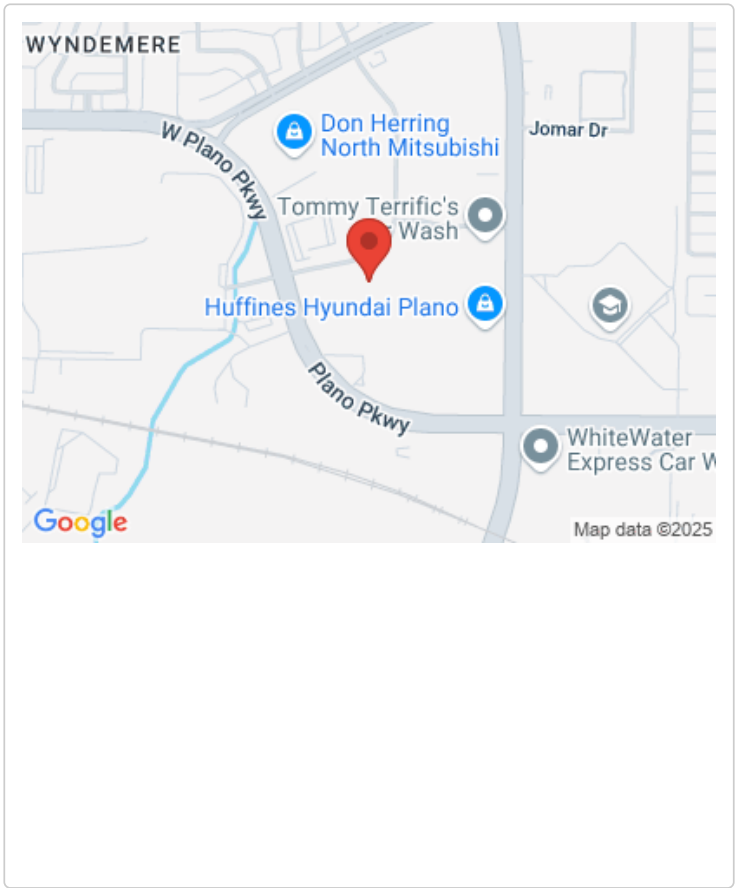 WYNDEMERE
W Plano Pkwy
Don Herring
North Mitsubishi
Jomar Dr
Tommy Terrific's
Wash
Huffines Hyundai Plano
Plano Pkwy
WhiteWater
Express Car W
Google
Map data ©2025